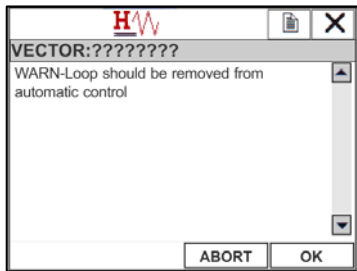 H
VECTOR:????????
WARN-Loop should be removed from
automatic control
ABORT OK